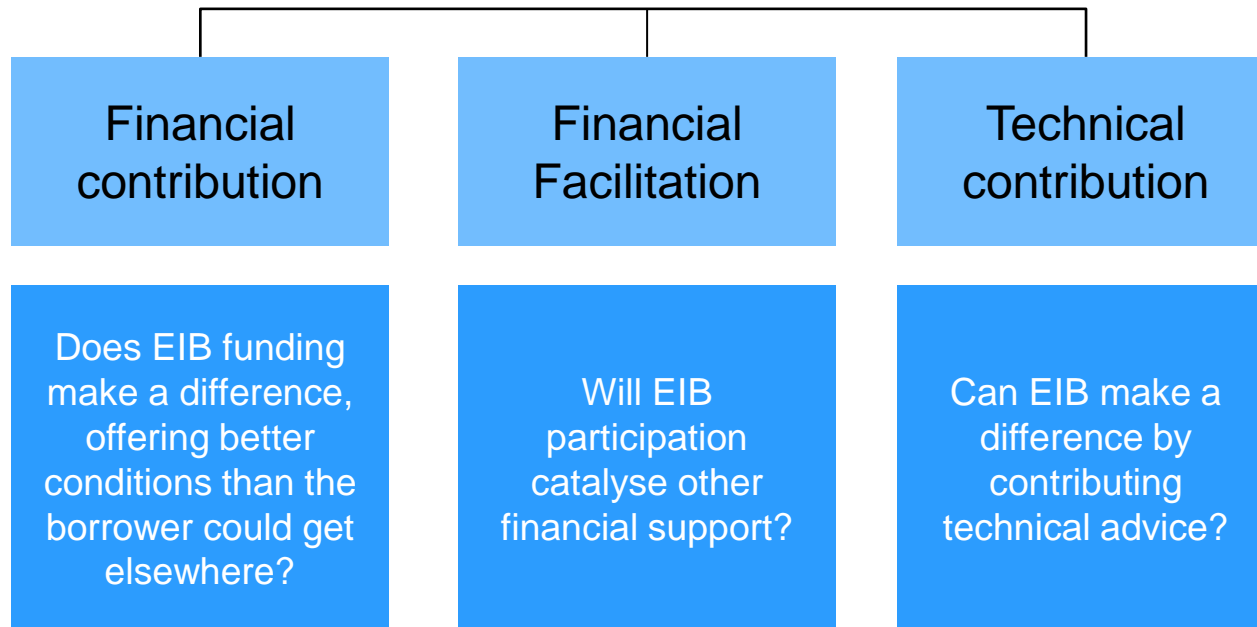 Financial
contribution
Financial
Facilitation
Technical
contribution
Does EIB funding
make a difference,
offering better
conditions than the
borrower could get
elsewhere?
Will EIB
participation
catalyse other
financial support?
Can EIB make a
difference by
contributing
technical advice?